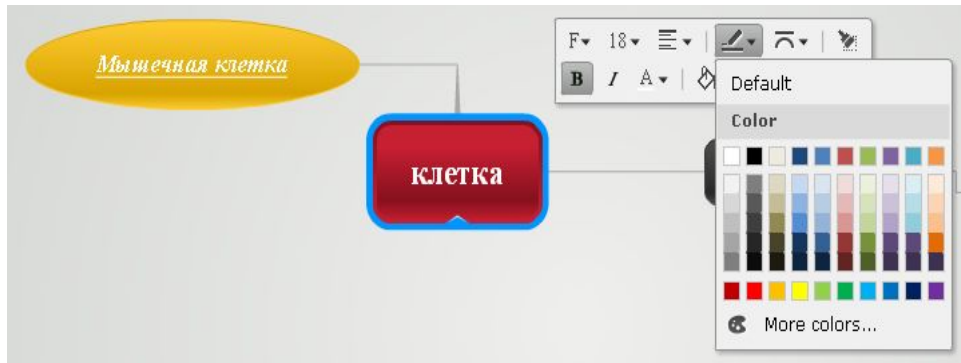 Мышечная клетка
клетка
F 18
B I A
Default
Color
More colors...